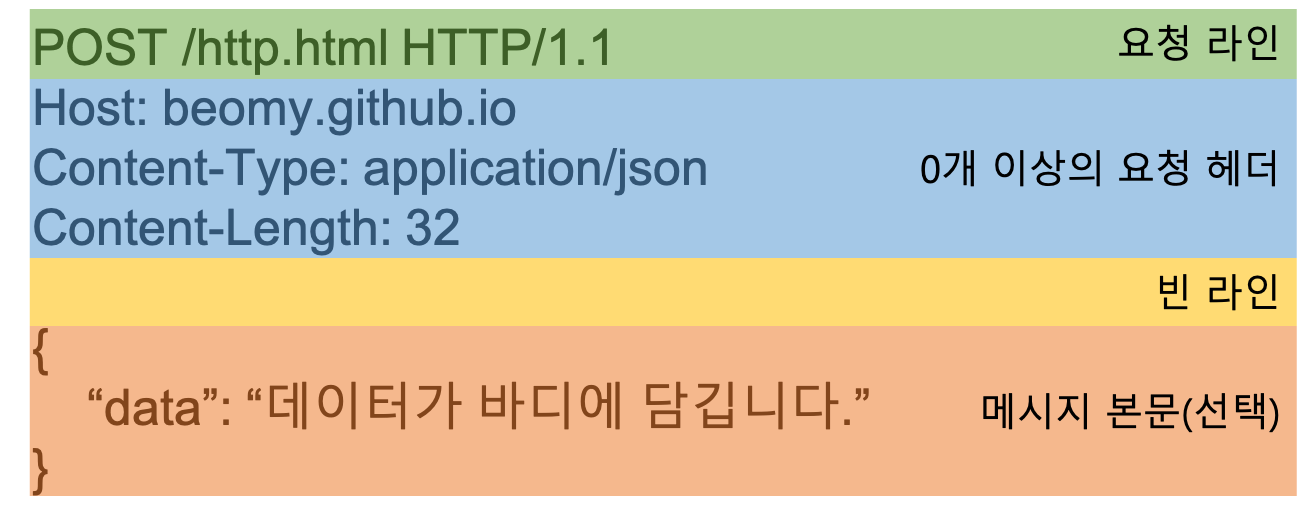 POST /http.html HTTP/1.1 요청 라인
Host: beomy.github.io
Content-Type: application/json 0개 이상의 요청 헤더
Content-Length: 32
빈 라인
{
“data”: “데이터가 바디에 담깁니다.” 메시지 본문(선택)
}